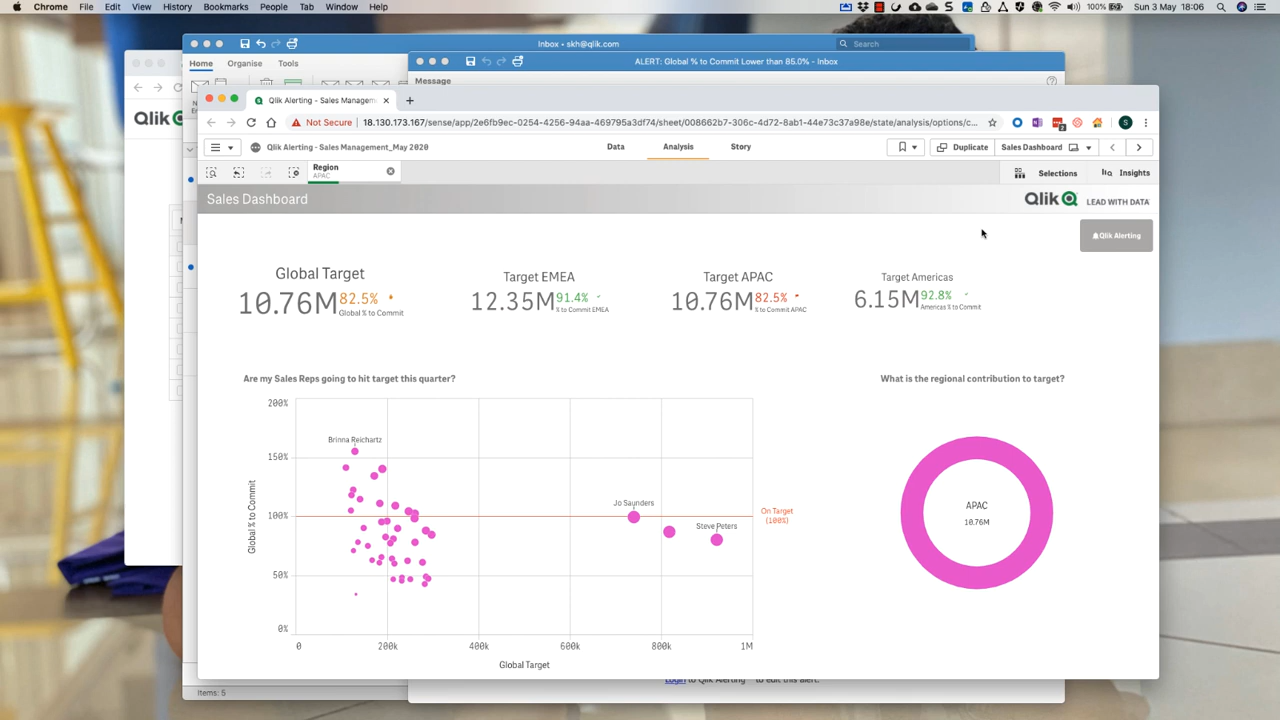 Chrome File Edit View History Bookmarks People Tab Window Help
100% Sun 3 May 18:06
Inbox • skh@qlik.com
Search
Home Organise Tools
ALERT: Global % to Commit Lower than 85.0% - Inbox
Message
Qlik
Qlik Alerting - Sales Managem
Not Secure 18.130.173.167/sense/app/2e6fb9ec-0254-4256-94aa-469795a3df74/sheet/008662b7-306c-4d72-8ab1-44e73c37a98e/state/analysis/options/c...
S
Qlik Alerting - Sales Management_May 2020
Data Analysis Story
Duplicate Sales Dashboard
Region
APAC
Selections Insights
Sales Dashboard
Qlik LEAD WITH DATA
Qlik Alerting
Global Target
10.76M 82.5%
Global % to Commit
Target EMEA
12.35M 91.4%
% to Commit EMEA
Target APAC
10.76M 82.5%
% to Commit APAC
Target Americas
6.15M 92.8%
Americas % to Commit
Are my Sales Reps going to hit target this quarter?
What is the regional contribution to target?
200%
150%
100%
50%
0%
Global % to Commit
Brinna Reichartz
Jo Saunders
Steve Peters
On Target
(100%)
0 200k 400k 600k 800k 1M
Global Target
APAC
10.76M
Items: 5
Login to Qlik Alerting to edit this alert.